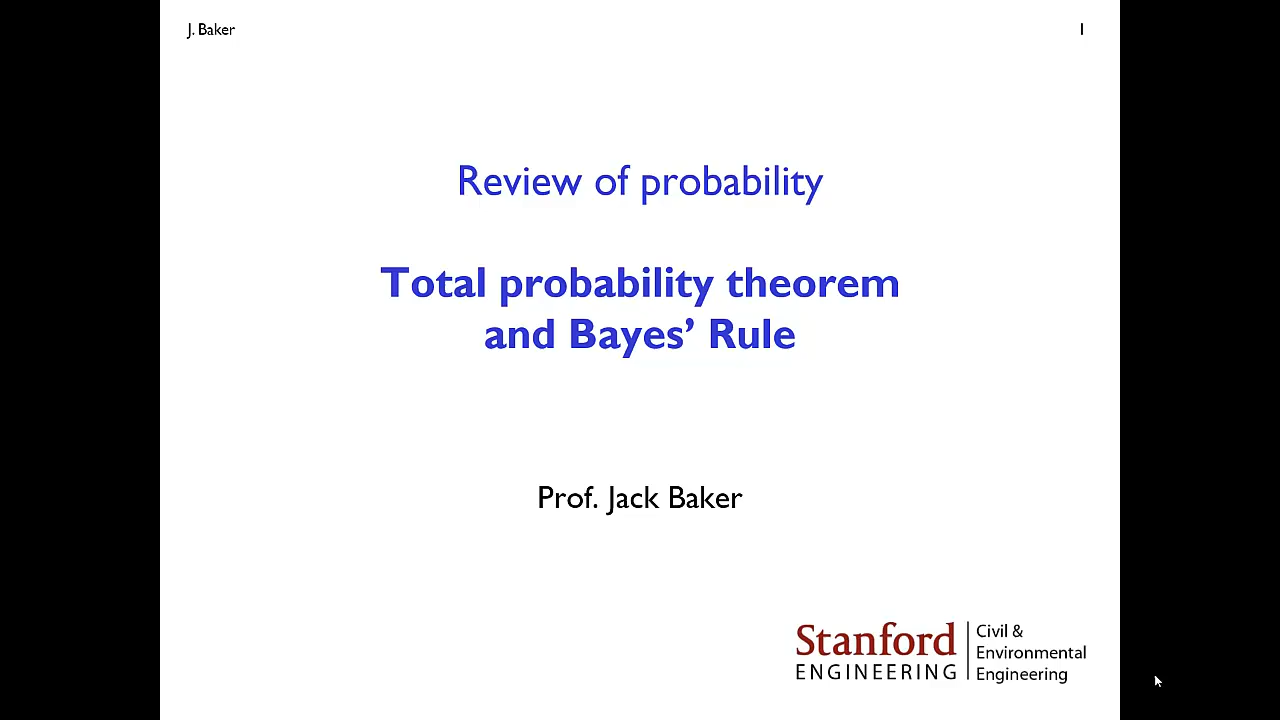 J. Baker
1
Review of probability
Total probability theorem
and Bayes’ Rule
Prof. Jack Baker
Stanford
ENGINEERING
Civil &
Environmental
Engineering